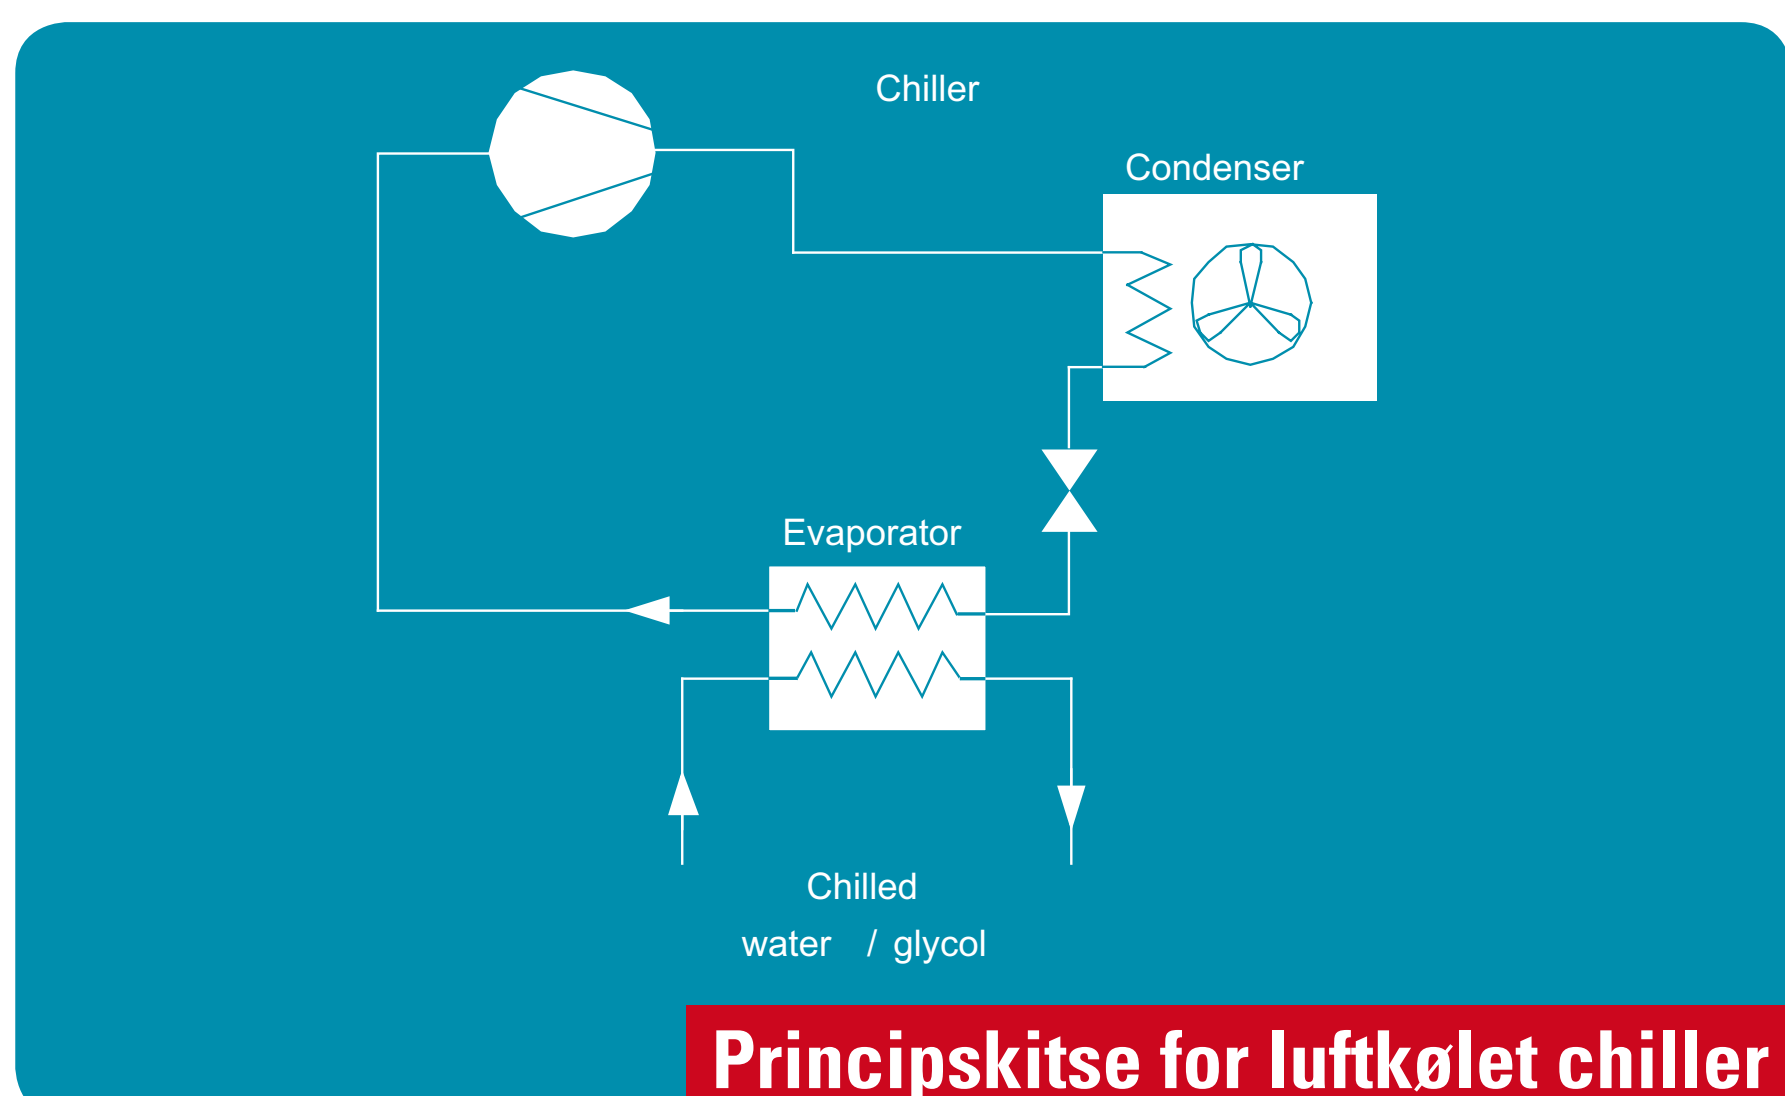 Chiller
Condenser
Evaporator
Chilled
water / glycol
Principskitse for luftkølet chiller